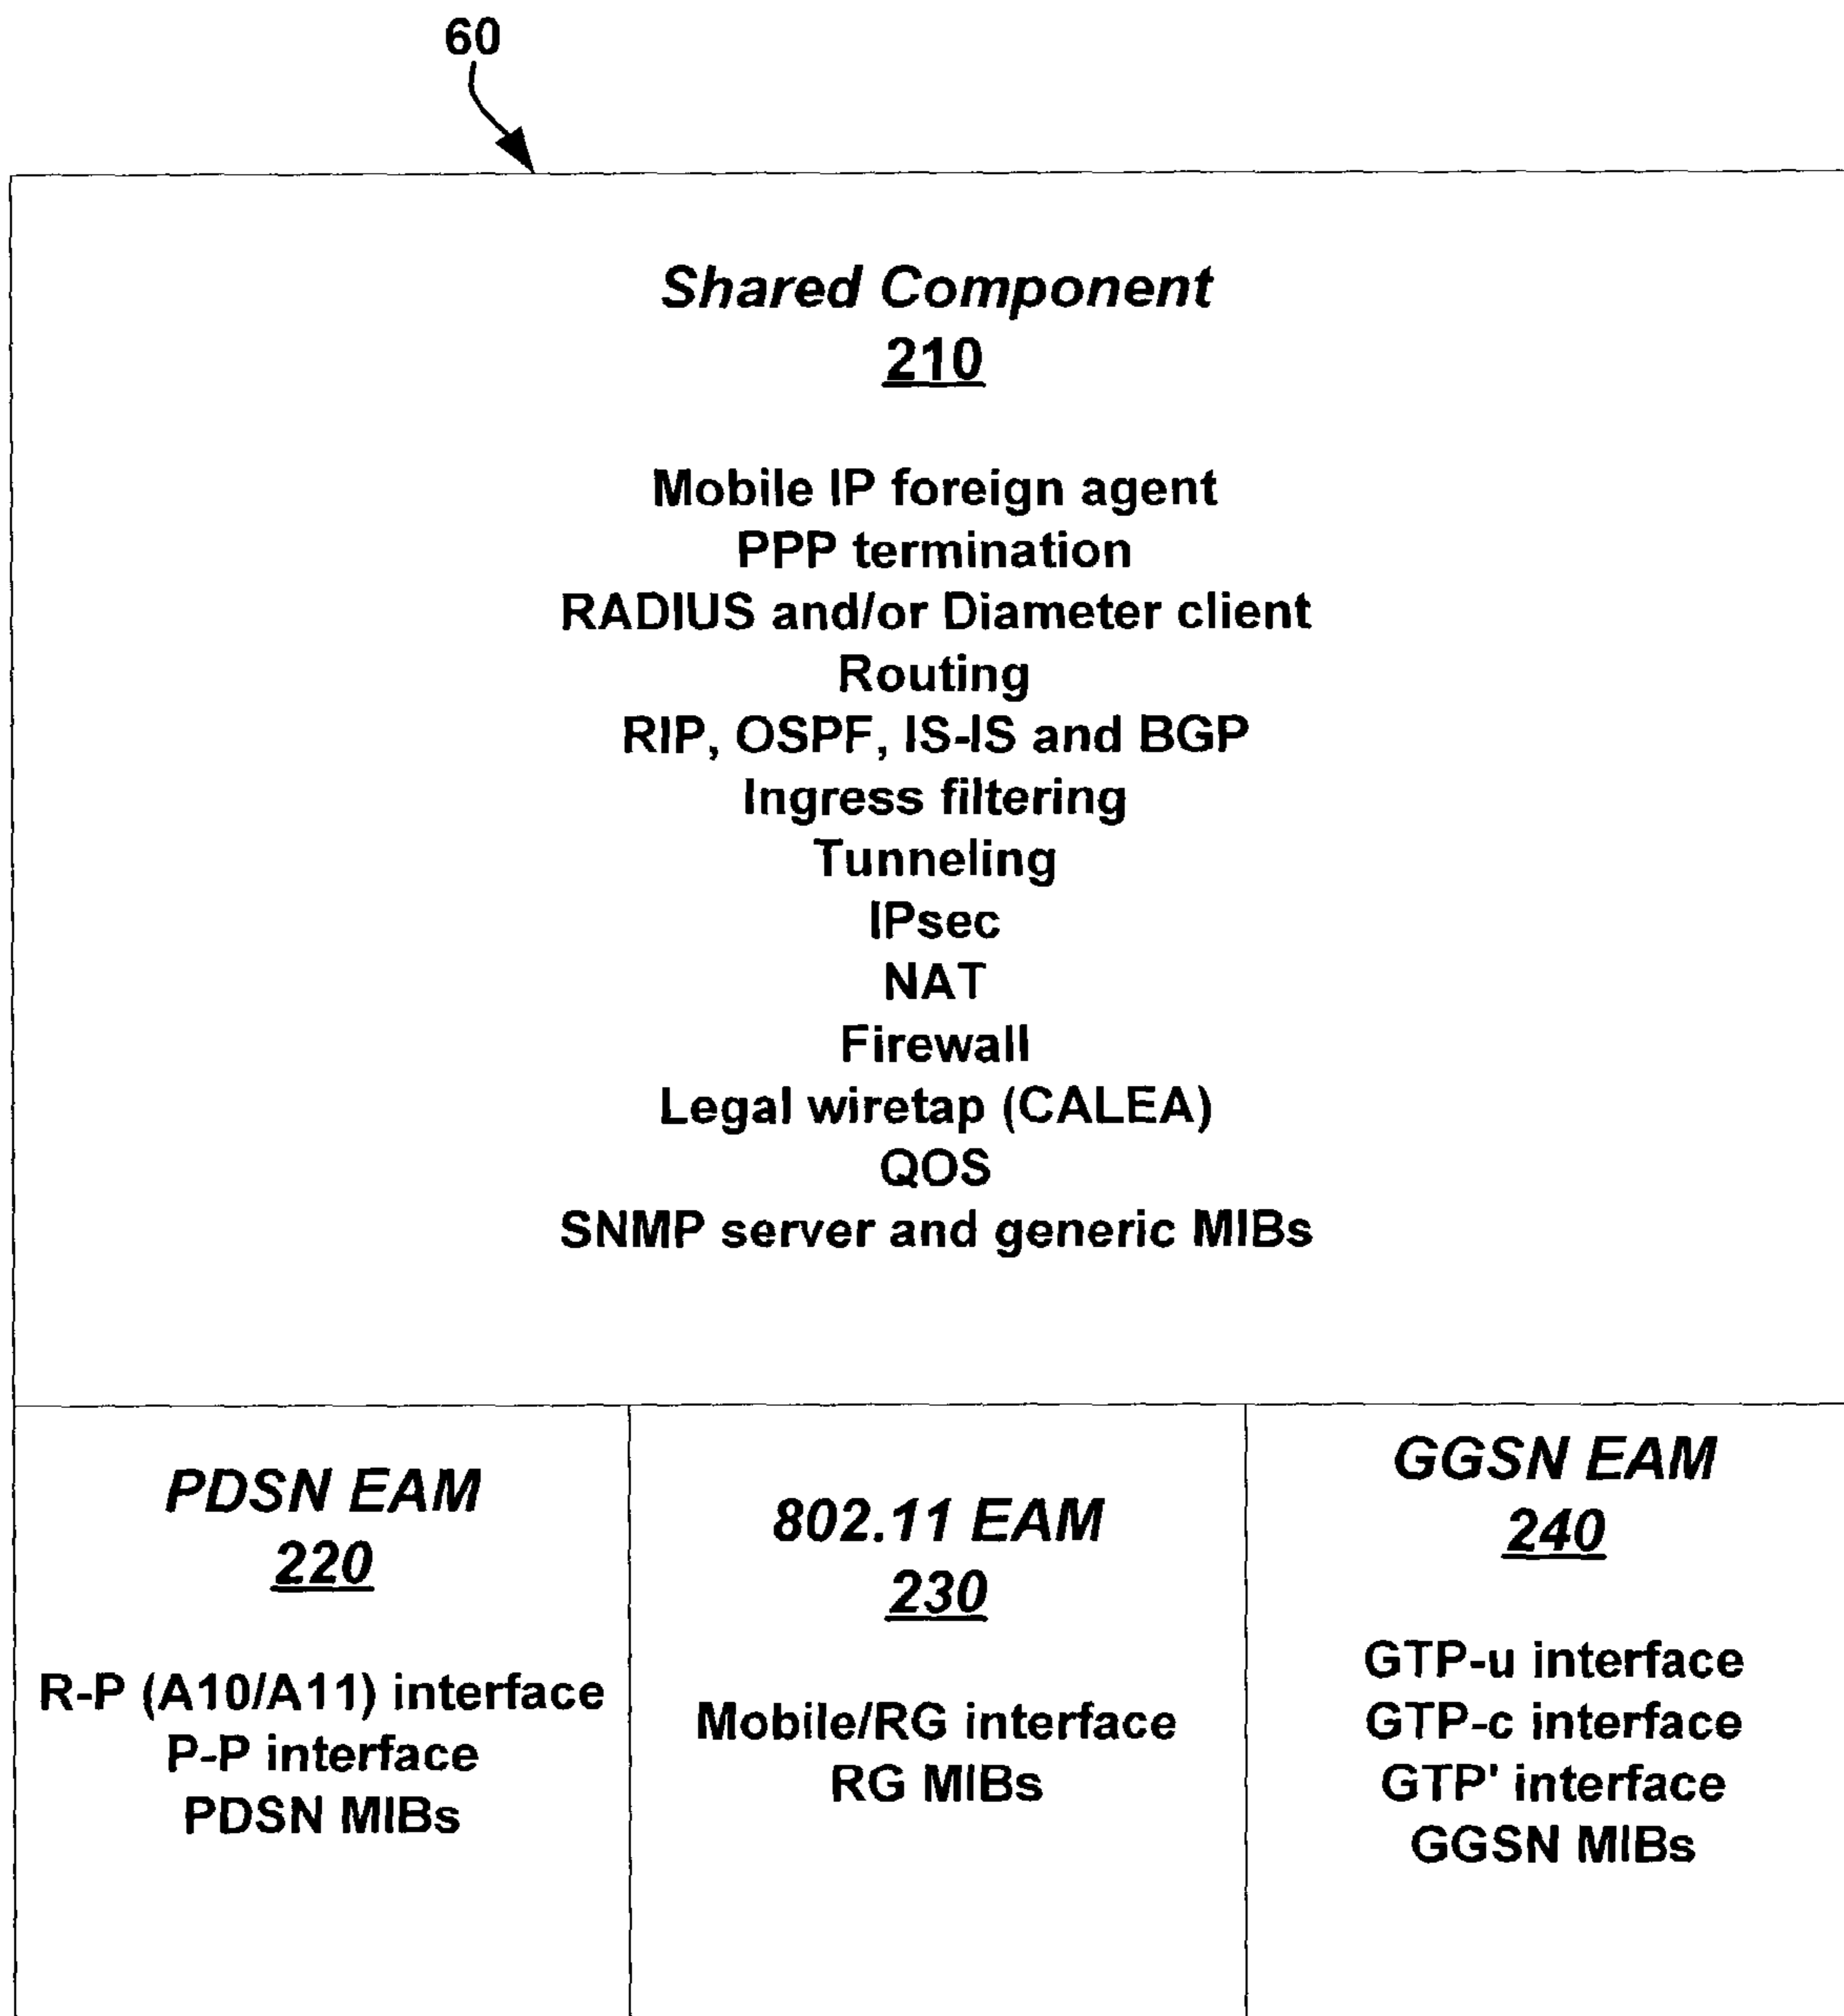 60
Shared Component
210
Mobile IP foreign agent
PPP termination
RADIUS and/or Diameter client
Routing
RIP, OSPF, IS-IS and BGP
Ingress filtering
Tunneling
IPsec
NAT
Firewall
Legal wiretap (CALEA)
QOS
SNMP server and generic MIBs
PDSN EAM
220
R-P (A10/A11) interface
P-P interface
PDSN MIBs
802.11 EAM
230
Mobile/RG interface
RG MIBs
GGSN EAM
240
GTP-u interface
GTP-c interface
GTP' interface
GGSN MIBs